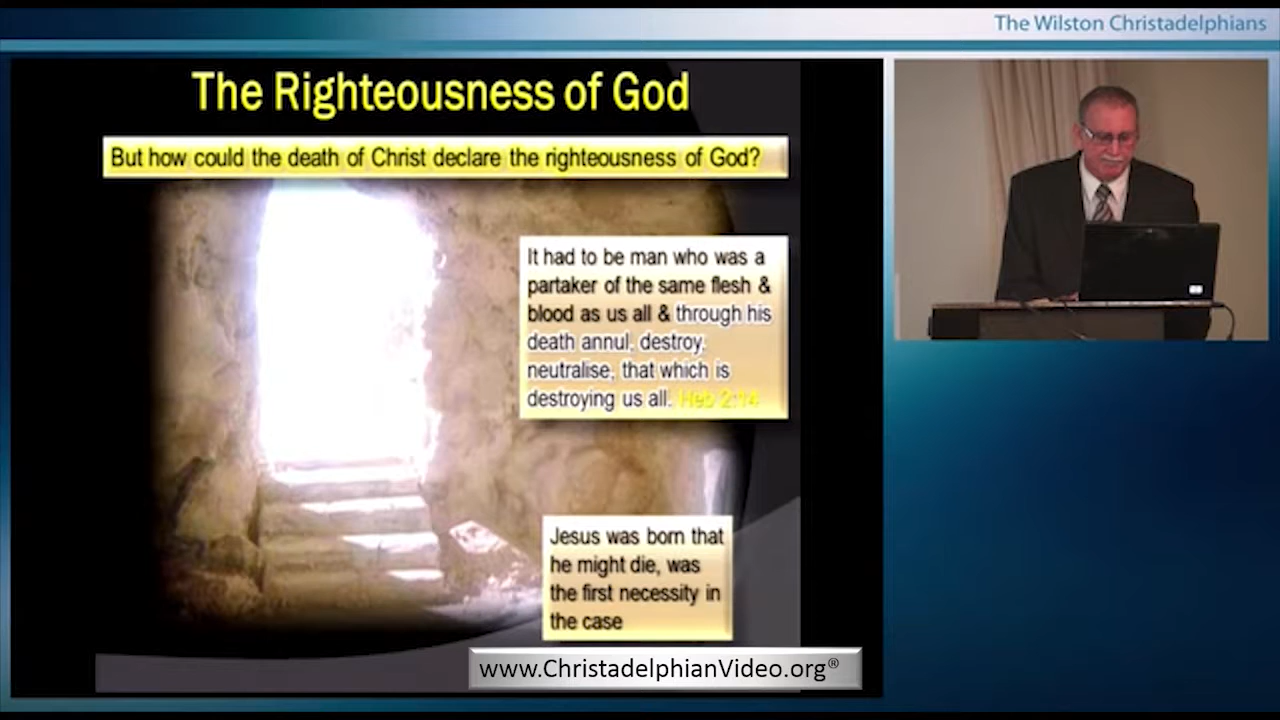 The Wilston Christadelphians
The Righteousness of God
But how could the death of Christ declare the righteousness of God?
It had to be man who was a
partaker of the same flesh &
blood as us all & through his
death annul, destroy,
neutralise, that which is
destroying us all. Heb 2:14
Jesus was born that
he might die, was
the first necessity in
the case
www.ChristadelphianVideo.org®